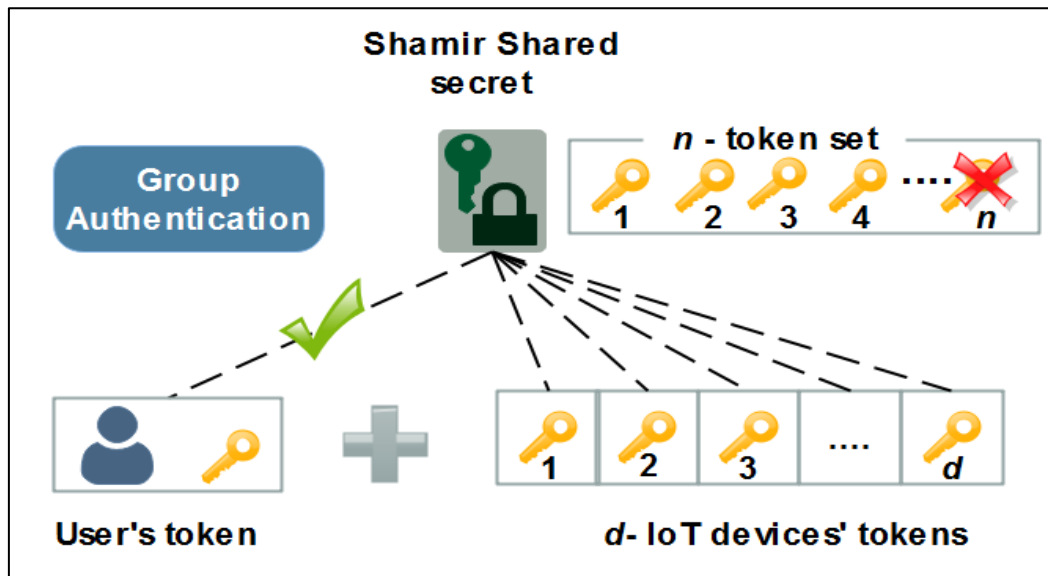 Shamir Shared
secret
n - token set
Group
Authentication
1 2 3 4 .... n
1 2 3 .... d
User's token
d- IoT devices' tokens